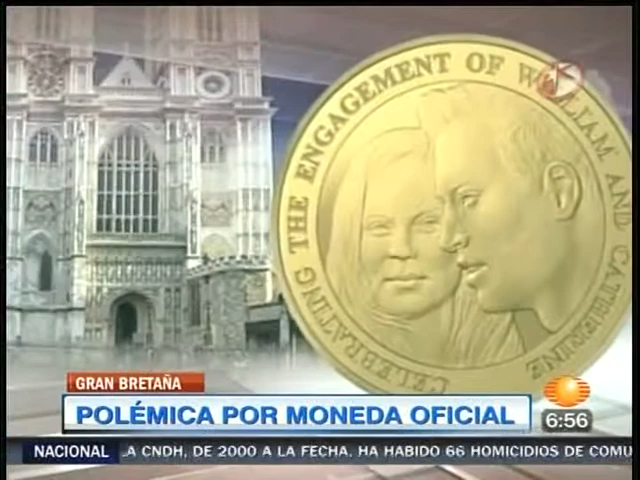 CELEBRATING THE ENGAGEMENT OF WILLIAM AND CATHERINE
GRAN BRETAÑA
POLÉMICA POR MONEDA OFICIAL
6:56
NACIONAL
LA CNDH, DE 2000 A LA FECHA, HA HABIDO 66 HOMICIDIOS DE COMU